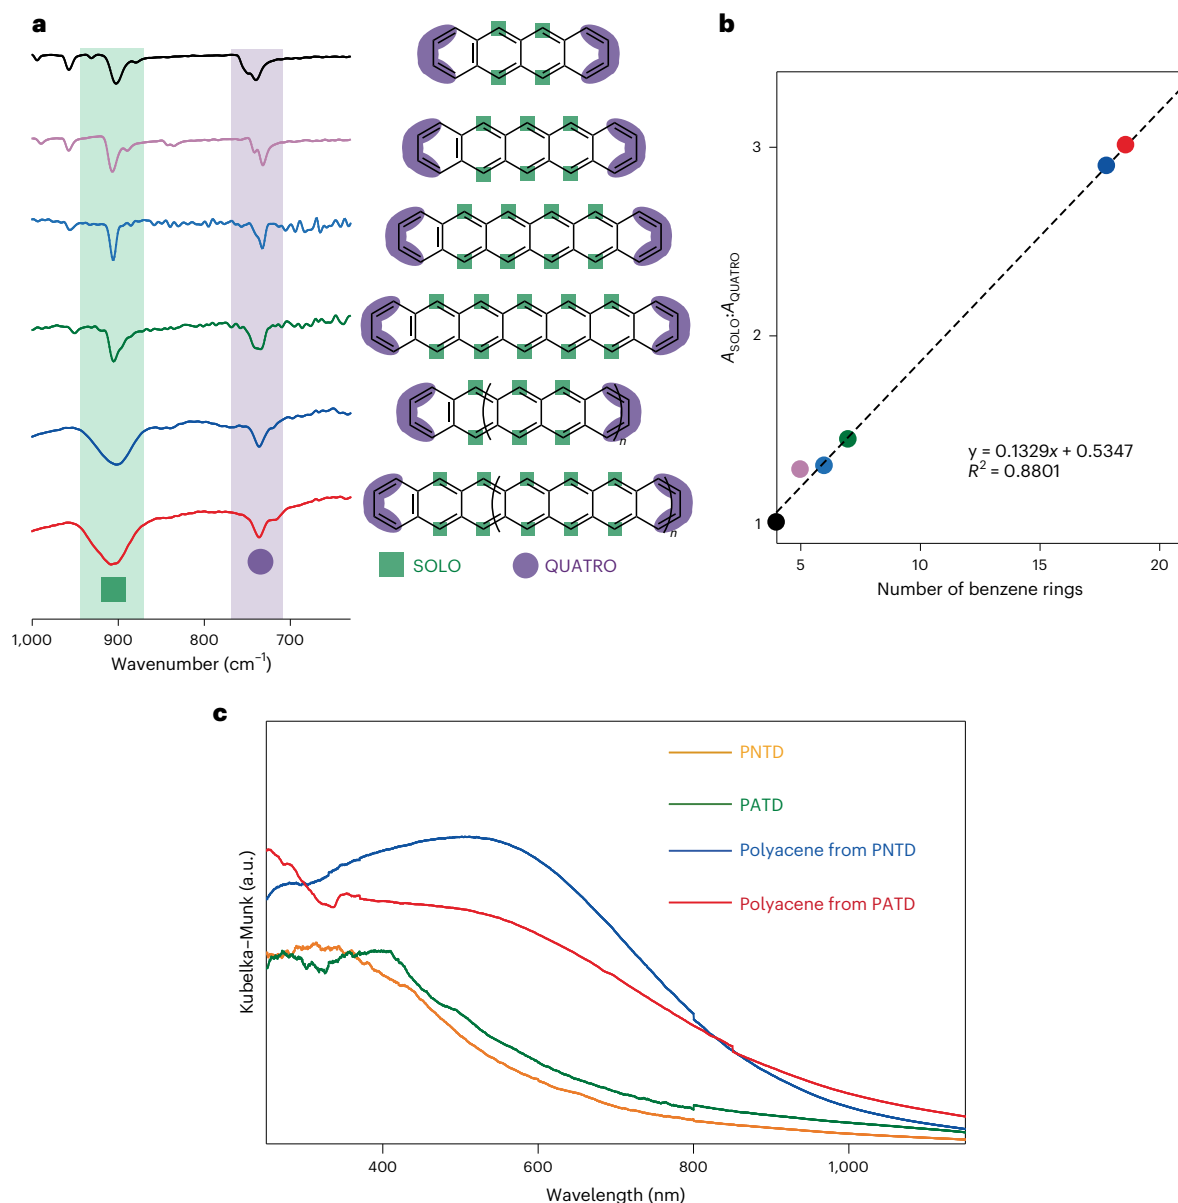 a
n
n
SOLO
QUATRO
1,000
900
800
700
Wavenumber (cm⁻¹)
b
3
2
1
A_SOLO:A_QUATRO
y = 0.1329x + 0.5347
R² = 0.8801
5
10
15
20
Number of benzene rings
c
PNTD
PATD
Polyacene from PNTD
Polyacene from PATD
Kubelka–Munk (a.u.)
400
600
800
1,000
Wavelength (nm)